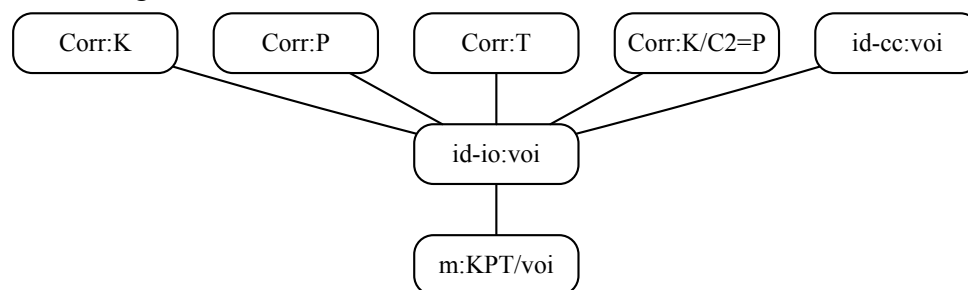 Corr:K Corr:P Corr:T Corr:K/C2=P id-cc:voi
id-io:voi
m:KPT/voi